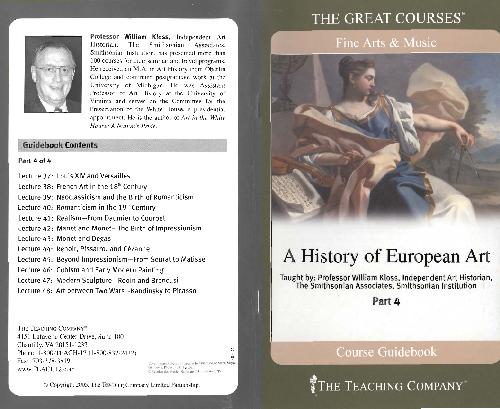 Professor William Kloss, Independent Art
Historian, The Smithsonian Associates,
Smithsonian Institution, has presented more than
100 courses for their seminar and travel programs.
He received an M.A. in Art History from Oberlin
College and continued postgraduate work at the
University of Michigan. He was Assistant
Professor of Art History at the University of
Virginia and serves on the Committee for the
Preservation of the White House, a presidential
appointment. He is the author of Art in the White
House: A Nation's Pride.
Guidebook Contents
Part 4 of 4
Lecture 37: Louis XIV and Versailles
Lecture 38: French Art in the 18th Century
Lecture 39: Neoclassicism and the Birth of Romanticism
Lecture 40: Romanticism in the 19th Century
Lecture 41: Realism—From Daumier to Courbet
Lecture 42: Manet and Monet—The Birth of Impressionism
Lecture 43: Monet and Degas
Lecture 44: Renoir, Pissarro, and Cézanne
Lecture 45: Beyond Impressionism—From Seurat to Matisse
Lecture 46: Cubism and Early Modern Painting
Lecture 47: Modern Sculpture—Rodin and Brancusi
Lecture 48: Art between Two Wars—Kandinsky to Picasso
THE TEACHING COMPANY®
4151 Lafayette Center Drive, Suite 100
Chantilly, VA 20151-1232
Phone: 1-800-TEACH-12 (1-800-832-2412)
Fax: 703-378-3819
www.TEACH12.com
© Copyright 2005. The Teaching Company Limited Partnership.
THE GREAT COURSES®
Fine Arts & Music
A History of European Art
Taught by: Professor William Kloss, Independent Art Historian,
The Smithsonian Associates, Smithsonian Institution
Part 4
Course Guidebook
THE TEACHING COMPANY®